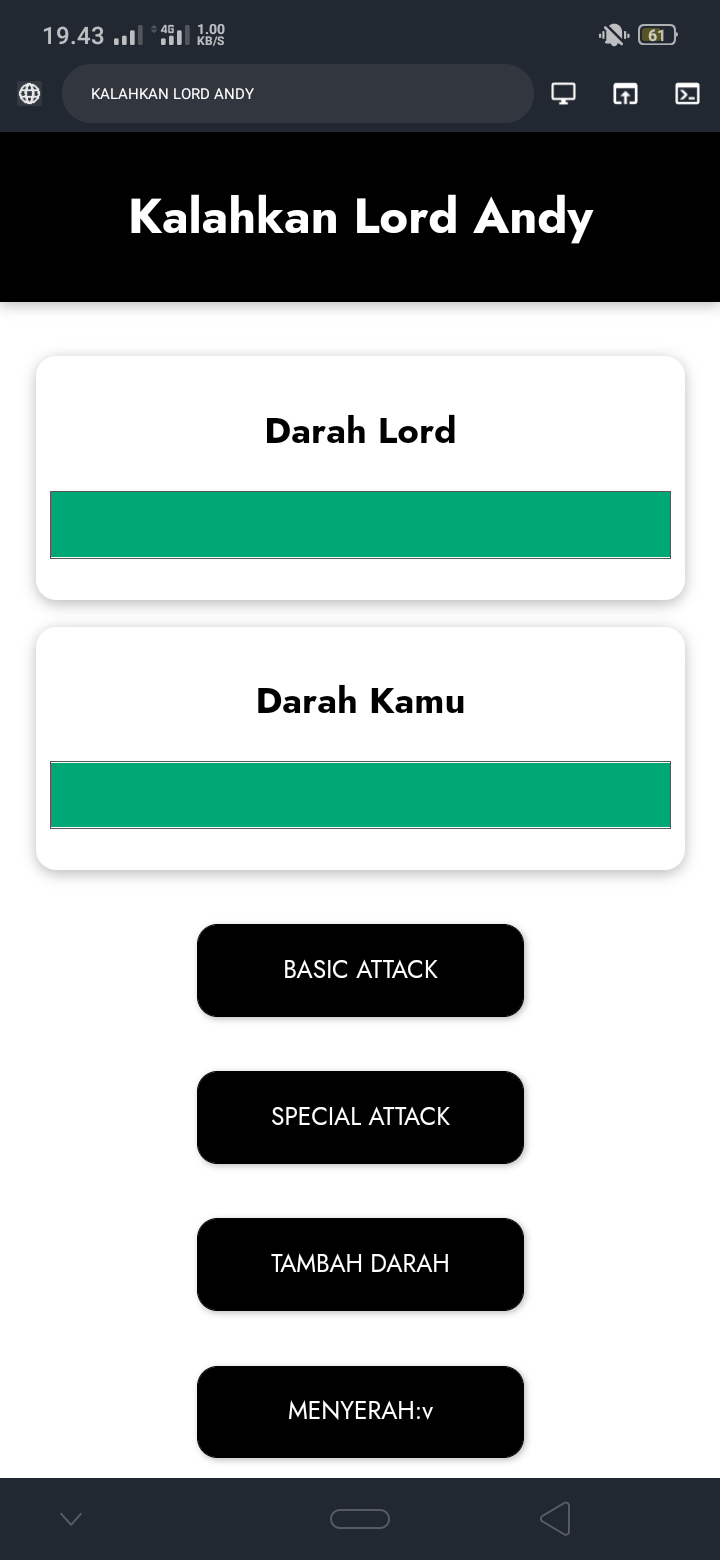 19.43 4G 1.00 KB/S 61
KALAHKAN LORD ANDY
Kalahkan Lord Andy
Darah Lord
Darah Kamu
BASIC ATTACK
SPECIAL ATTACK
TAMBAH DARAH
MENYERAH:v